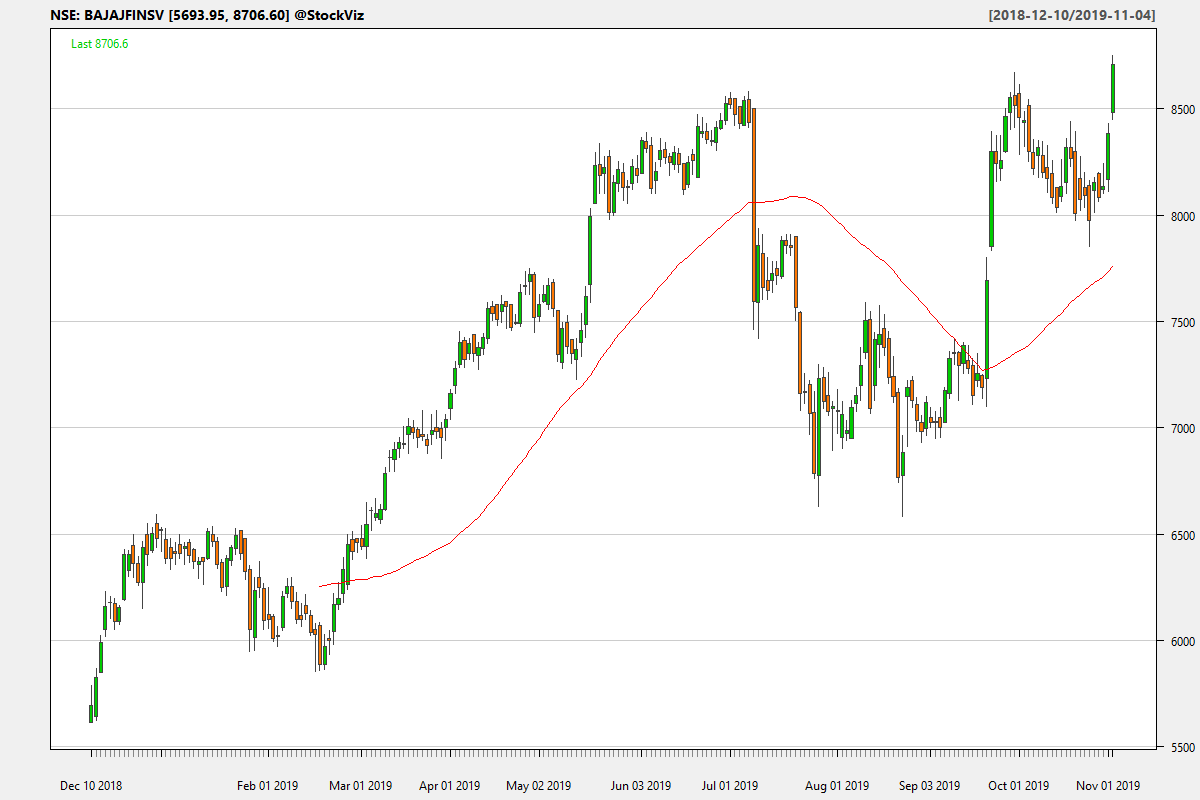 NSE: BAJAJFINSV [5693.95, 8706.60] @StockViz [2018-12-10/2019-11-04]
Last 8706.6
8500
8000
7500
7000
6500
6000
5500
Dec 10 2018 Feb 01 2019 Mar 01 2019 Apr 01 2019 May 02 2019 Jun 03 2019 Jul 01 2019 Aug 01 2019 Sep 03 2019 Oct 01 2019 Nov 01 2019